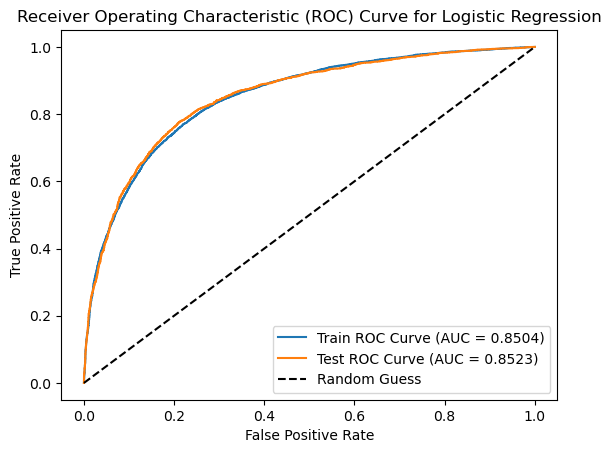 Receiver Operating Characteristic (ROC) Curve for Logistic Regression
1.0
0.8
0.6
0.4
0.2
0.0
True Positive Rate
Train ROC Curve (AUC = 0.8504)
Test ROC Curve (AUC = 0.8523)
Random Guess
0.0 0.2 0.4 0.6 0.8 1.0
False Positive Rate